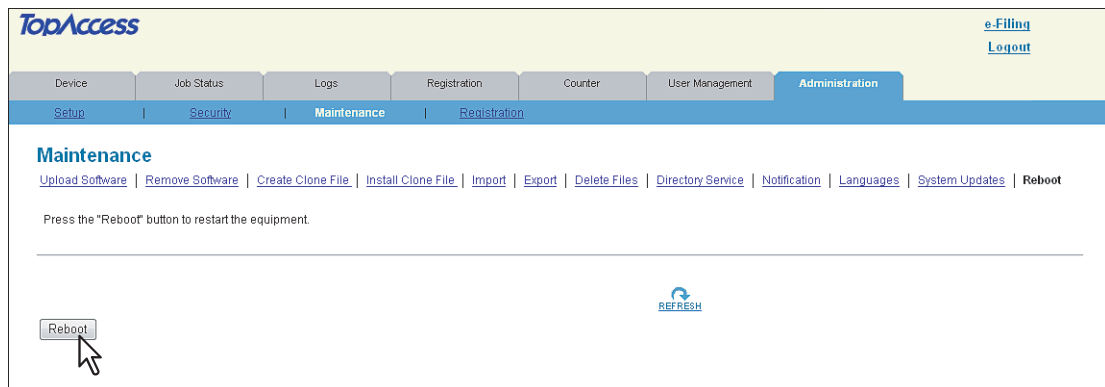 TopAccess
e-Filing
Logout
Device Job Status Logs Registration Counter User Management Administration
Setup | Security | Maintenance | Registration
Maintenance
Upload Software | Remove Software | Create Clone File | Install Clone File | Import | Export | Delete Files | Directory Service | Notification | Languages | System Updates | Reboot
Press the "Reboot" button to restart the equipment.
REFRESH
Reboot